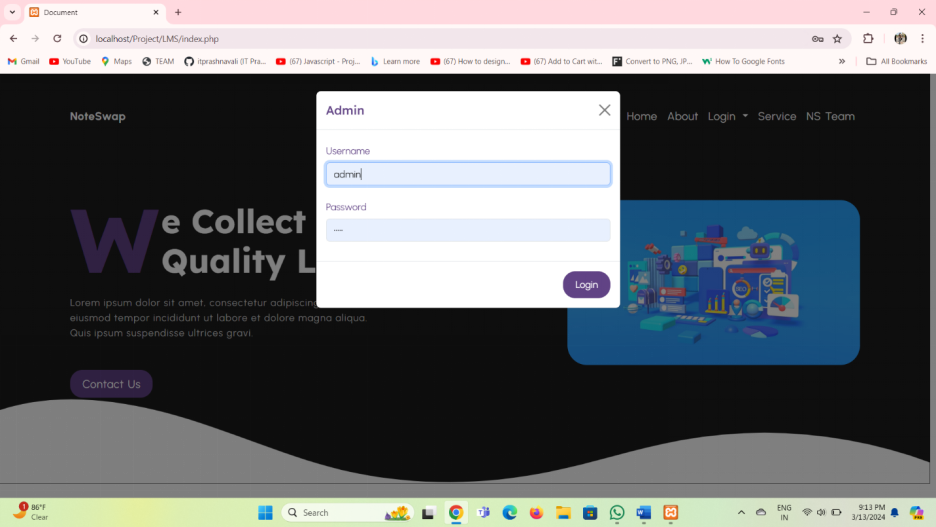 Document
localhost/Project/LMS/index.php
Gmail YouTube Maps TEAM itprashnavali (IT Pra... (67) Javascript - Proj... Learn more (67) How to design... (67) Add to Cart wit... Convert to PNG, JP... How To Google Fonts » All Bookmarks
NoteSwap
Home About Login Service NS Team
Admin
Username
admin
Password
.....
Login
We Collect
Quality L
Lorem ipsum dolor sit amet, consectetur adipiscin
eiusmod tempor incididunt ut labore et dolore magna aliqua.
Quis ipsum suspendisse ultrices gravi.
Contact Us
1
86°F
Clear
Search
ENG
IN
9:13 PM
3/13/2024